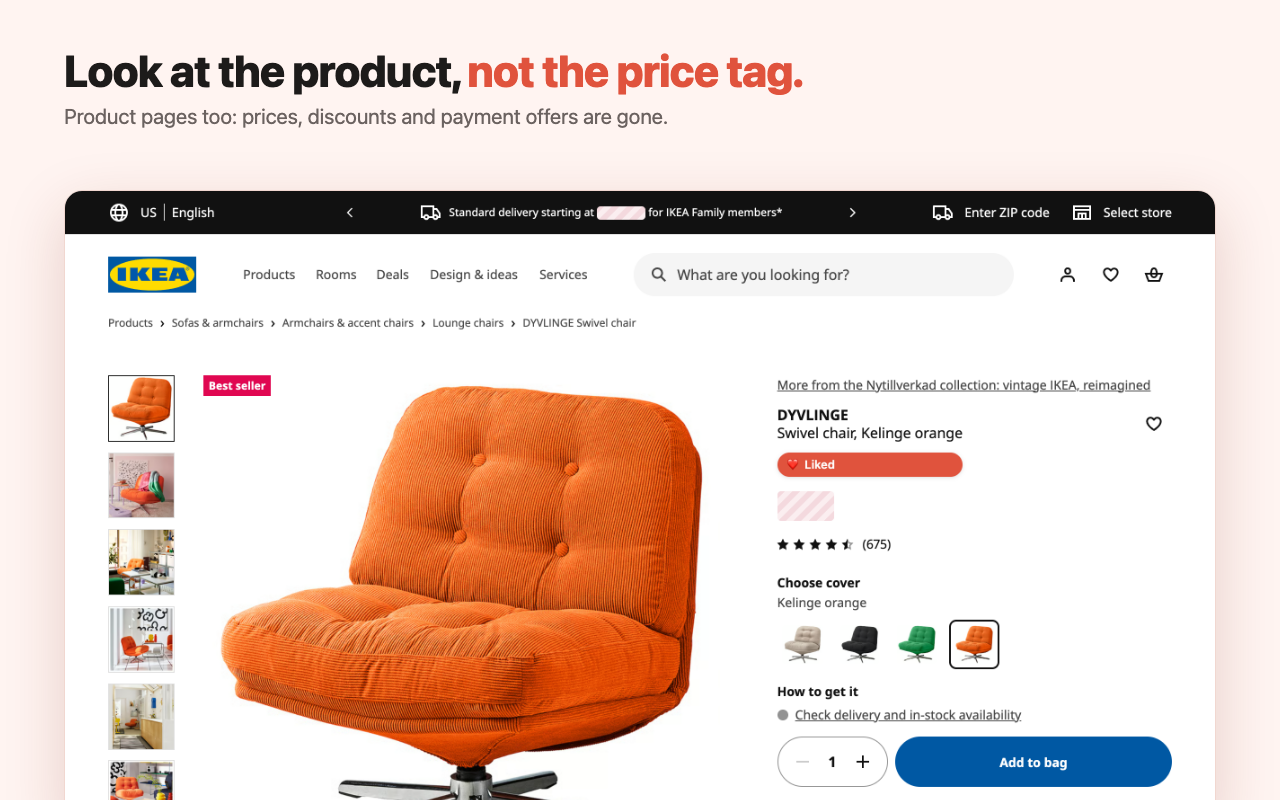 Look at the product, not the price tag.
Product pages too: prices, discounts and payment offers are gone.
US | English
Standard delivery starting at for IKEA Family members*
Enter ZIP code
Select store
IKEA
Products
Rooms
Deals
Design & ideas
Services
What are you looking for?
Products › Sofas & armchairs › Armchairs & accent chairs › Lounge chairs › DYVLINGE Swivel chair
Best seller
More from the Nytillverkad collection: vintage IKEA, reimagined
DYVLINGE
Swivel chair, Kelinge orange
Liked
(675)
Choose cover
Kelinge orange
How to get it
Check delivery and in-stock availability
1
Add to bag